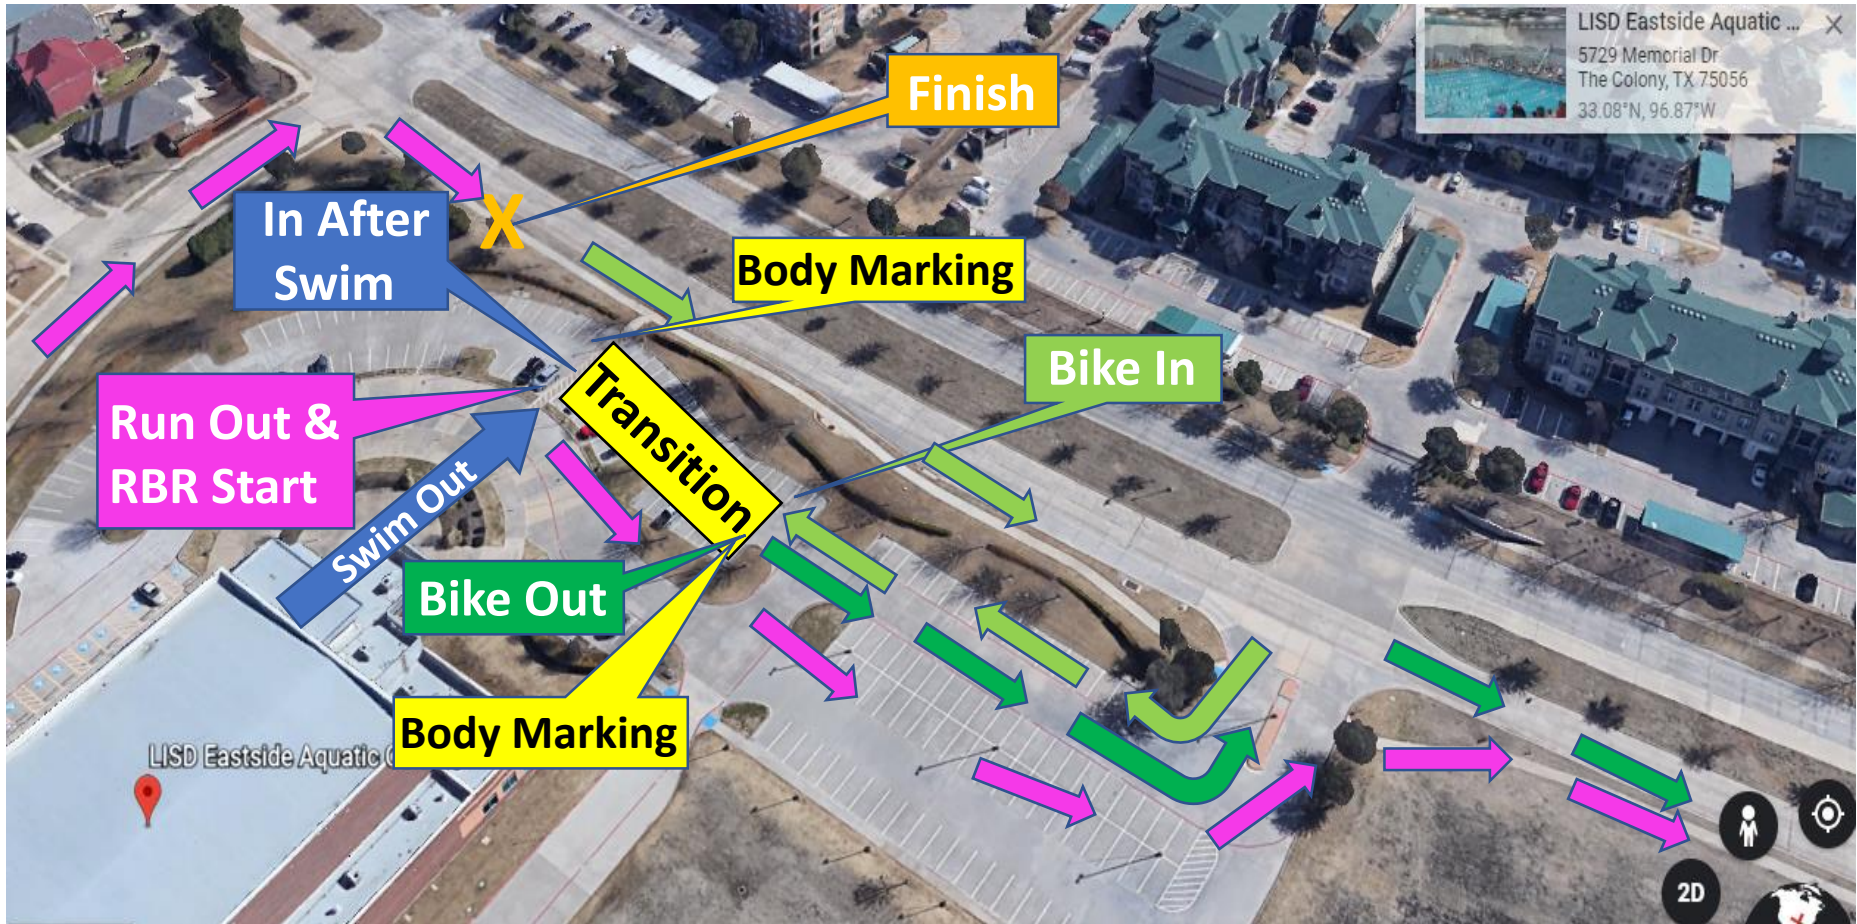 LISD Eastside Aquatic ...
5729 Memorial Dr
The Colony, TX 75056
33.08°N, 96.87°W
Finish
In After
Swim
Body Marking
Bike In
Run Out &
RBR Start
Transition
Swim Out
Bike Out
Body Marking
LISD Eastside Aquatic
2D